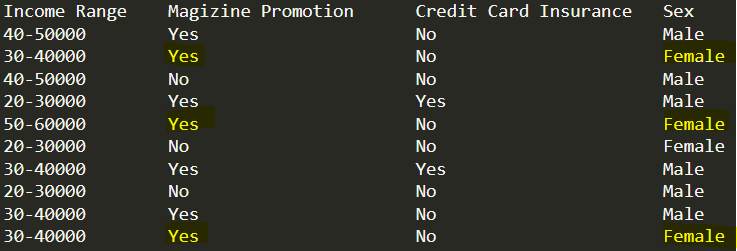 Income Range Magizine Promotion Credit Card Insurance Sex
40-50000 Yes No Male
30-40000 Yes No Female
40-50000 No No Male
20-30000 Yes Yes Male
50-60000 Yes No Female
20-30000 No No Female
30-40000 Yes Yes Male
20-30000 No No Male
30-40000 Yes No Male
30-40000 Yes No Female